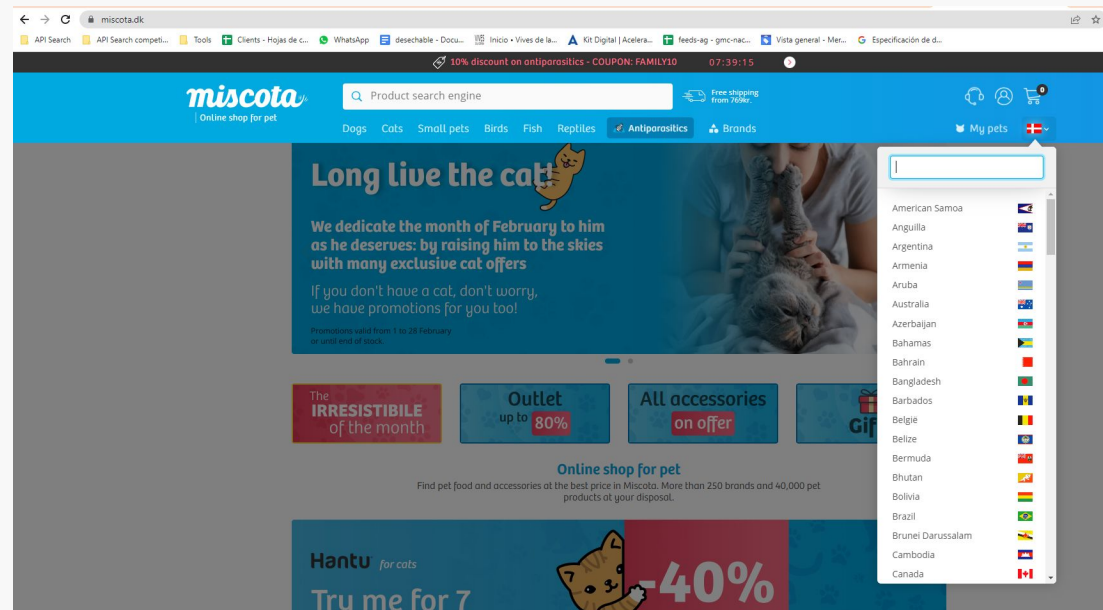 miscota.dk
API Search
API Search competi...
Tools
Clients - Hojas de c...
WhatsApp
desechable - Docu...
Inicio • Vives de la...
Kit Digital | Acelera...
feeds-ag - gmc-nac...
Vista general - Mer...
Especificación de d...
10% discount on antiparasitics - COUPON: FAMILY10
07:39:15
miscota
Online shop for pet
Product search engine
Free shipping
from 769kr.
0
Dogs
Cats
Small pets
Birds
Fish
Reptiles
Antiparasitics
Brands
My pets
Long live the cat!
We dedicate the month of February to him
as he deserves: by raising him to the skies
with many exclusive cat offers
If you don't have a cat, don't worry,
we have promotions for you too!
Promotions valid from 1 to 28 February
or until end of stock.
The
IRRESISTIBLE
of the month
Outlet
up to 80%
All accessories
on offer
Gif
Online shop for pet
Find pet food and accessories at the best price in Miscota. More than 250 brands and 40,000 pet
products at your disposal.
Hantu for cats
Try me for 7
-40%
American Samoa
Anguilla
Argentina
Armenia
Aruba
Australia
Azerbaijan
Bahamas
Bahrain
Bangladesh
Barbados
België
Belize
Bermuda
Bhutan
Bolivia
Brazil
Brunei Darussalam
Cambodia
Canada